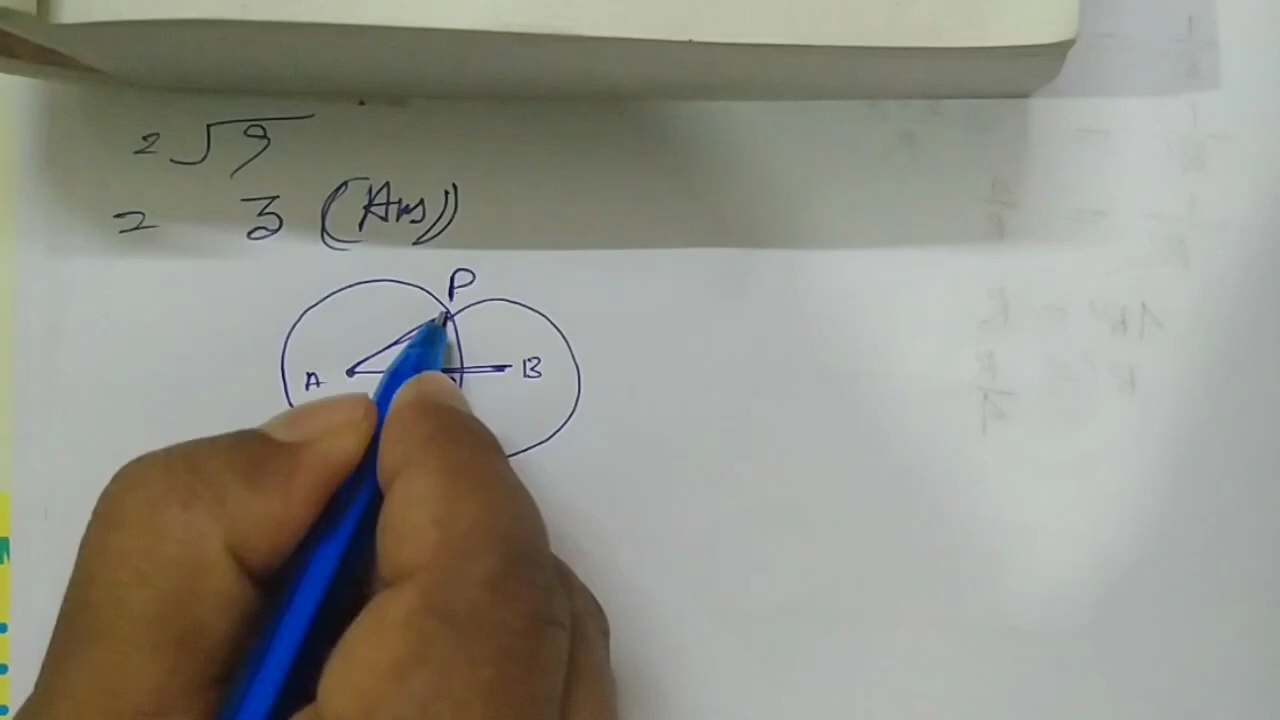 = √9
= 3 (Ans)
P
A B